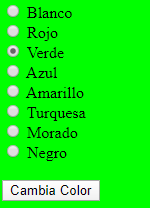 Blanco
Rojo
Verde
Azul
Amarillo
Turquesa
Morado
Negro
Cambia Color